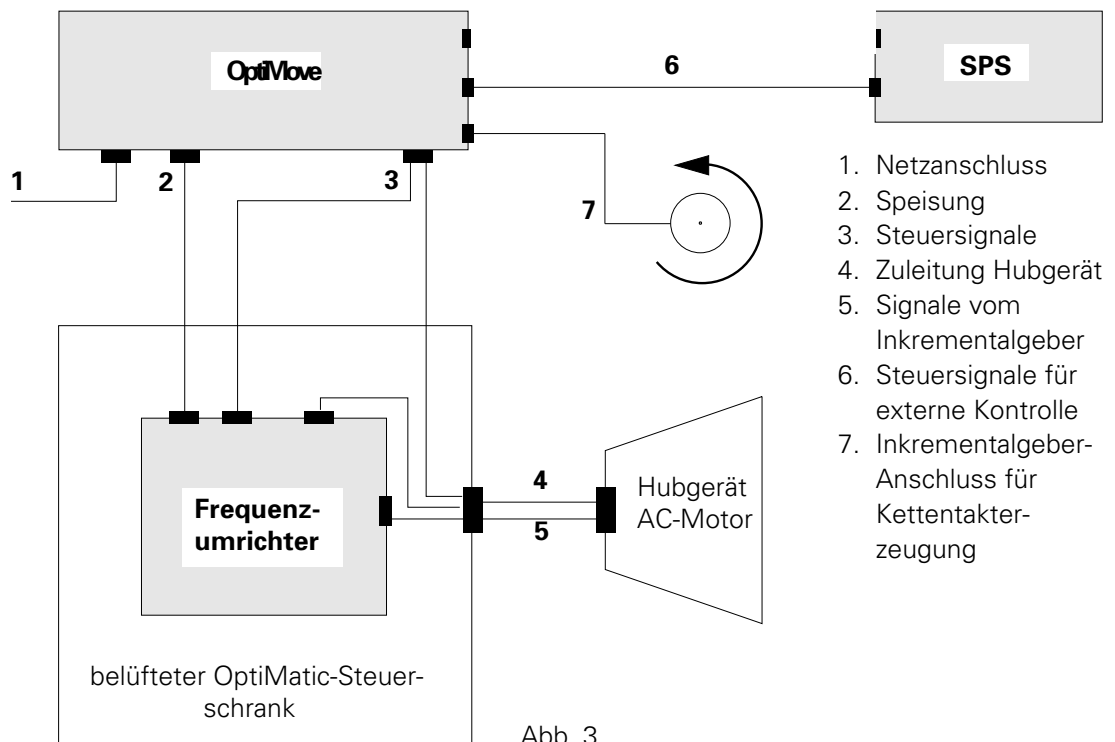 OptiMove
6
SPS
1
2
3
7
1. Netzanschluss
2. Speisung
3. Steuersignale
4. Zuleitung Hubgerät
5. Signale vom
Inkrementalgeber
6. Steuersignale für
externe Kontrolle
7. Inkrementalgeber-
Anschluss für
Kettentakter-
zeugung
4
5
Hubgerät
AC-Motor
Frequenz-
umrichter
belüfteter OptiMatic-Steuer-
schrank
Abb. 3